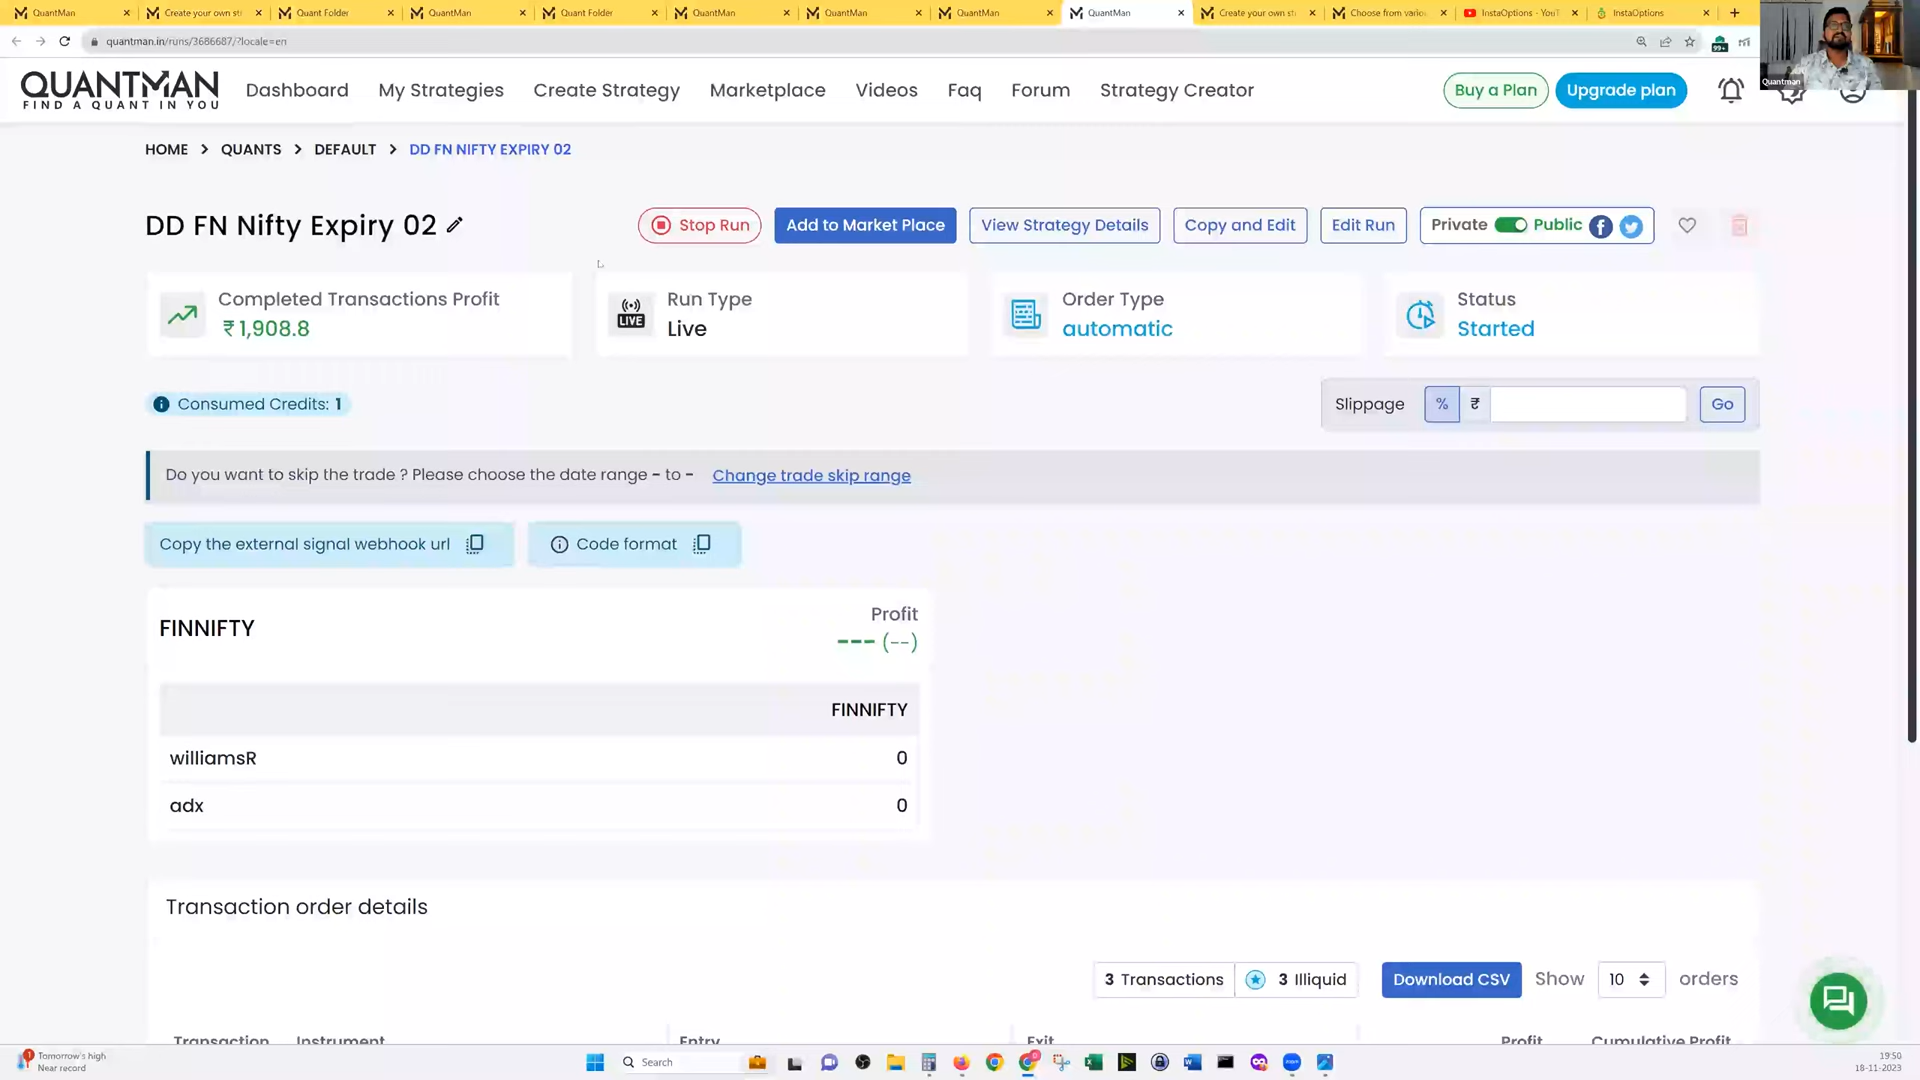 QuantMan
Create your own sti
Quant Folder
QuantMan
Quant Folder
QuantMan
QuantMan
QuantMan
QuantMan
Create your own st
Choose from vario
InstaOptions - YouT
InstaOptions
quantman.in/runs/3686687/?locale=en
99+
Quantman
QUANTMAN
FIND A QUANT IN YOU
Dashboard
My Strategies
Create Strategy
Marketplace
Videos
Faq
Forum
Strategy Creator
Buy a Plan
Upgrade plan
HOME > QUANTS > DEFAULT > DD FN NIFTY EXPIRY 02
DD FN Nifty Expiry 02
Stop Run
Add to Market Place
View Strategy Details
Copy and Edit
Edit Run
Private
Public
Completed Transactions Profit
₹ 1,908.8
LIVE
Run Type
Live
Order Type
automatic
Status
Started
Consumed Credits: 1
Slippage
%
₹
Go
Do you want to skip the trade ? Please choose the date range - to - Change trade skip range
Copy the external signal webhook url
Code format
FINNIFTY
Profit
--- (--)
FINNIFTY
williamsR 0
adx 0
Transaction order details
3 Transactions
3 Illiquid
Download CSV
Show
10
orders
Transaction
Instrument
Entry
Exit
Profit
Cumulative Profit
1
Tomorrow's high
Near record
Search
19:50
18-11-2023